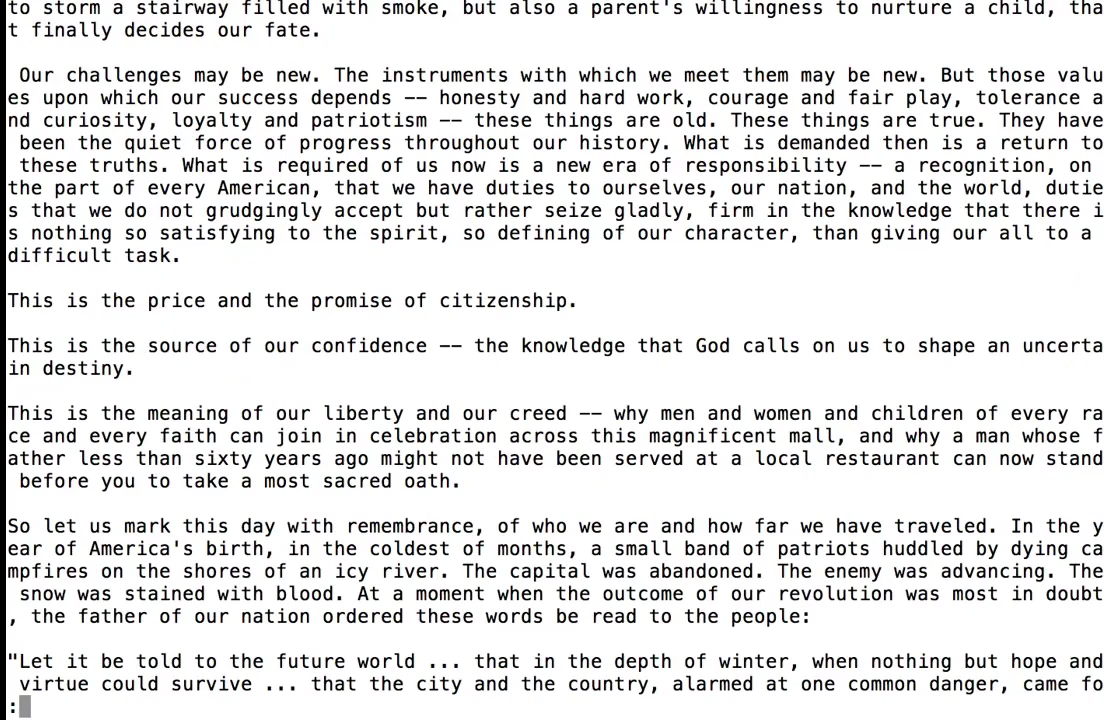 to storm a stairway filled with smoke, but also a parent's willingness to nurture a child, tha
t finally decides our fate.
 Our challenges may be new. The instruments with which we meet them may be new. But those valu
es upon which our success depends -- honesty and hard work, courage and fair play, tolerance a
nd curiosity, loyalty and patriotism -- these things are old. These things are true. They have
 been the quiet force of progress throughout our history. What is demanded then is a return to
 these truths. What is required of us now is a new era of responsibility -- a recognition, on
the part of every American, that we have duties to ourselves, our nation, and the world, dutie
s that we do not grudgingly accept but rather seize gladly, firm in the knowledge that there i
s nothing so satisfying to the spirit, so defining of our character, than giving our all to a
difficult task.
This is the price and the promise of citizenship.
This is the source of our confidence -- the knowledge that God calls on us to shape an uncerta
in destiny.
This is the meaning of our liberty and our creed -- why men and women and children of every ra
ce and every faith can join in celebration across this magnificent mall, and why a man whose f
ather less than sixty years ago might not have been served at a local restaurant can now stand
 before you to take a most sacred oath.
So let us mark this day with remembrance, of who we are and how far we have traveled. In the y
ear of America's birth, in the coldest of months, a small band of patriots huddled by dying ca
mpfires on the shores of an icy river. The capital was abandoned. The enemy was advancing. The
 snow was stained with blood. At a moment when the outcome of our revolution was most in doubt
, the father of our nation ordered these words be read to the people:
"Let it be told to the future world ... that in the depth of winter, when nothing but hope and
 virtue could survive ... that the city and the country, alarmed at one common danger, came fo
: